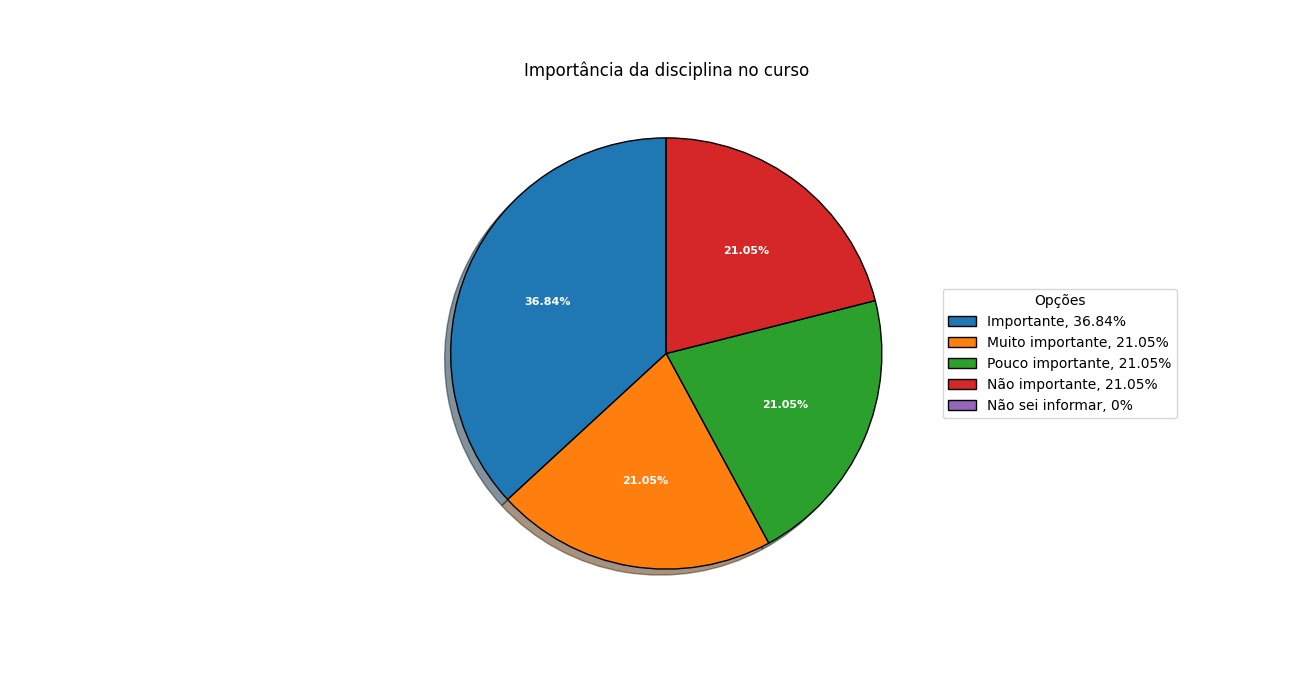 Importância da disciplina no curso
21.05%
36.84%
21.05%
21.05%
Opções
Importante, 36.84%
Muito importante, 21.05%
Pouco importante, 21.05%
Não importante, 21.05%
Não sei informar, 0%